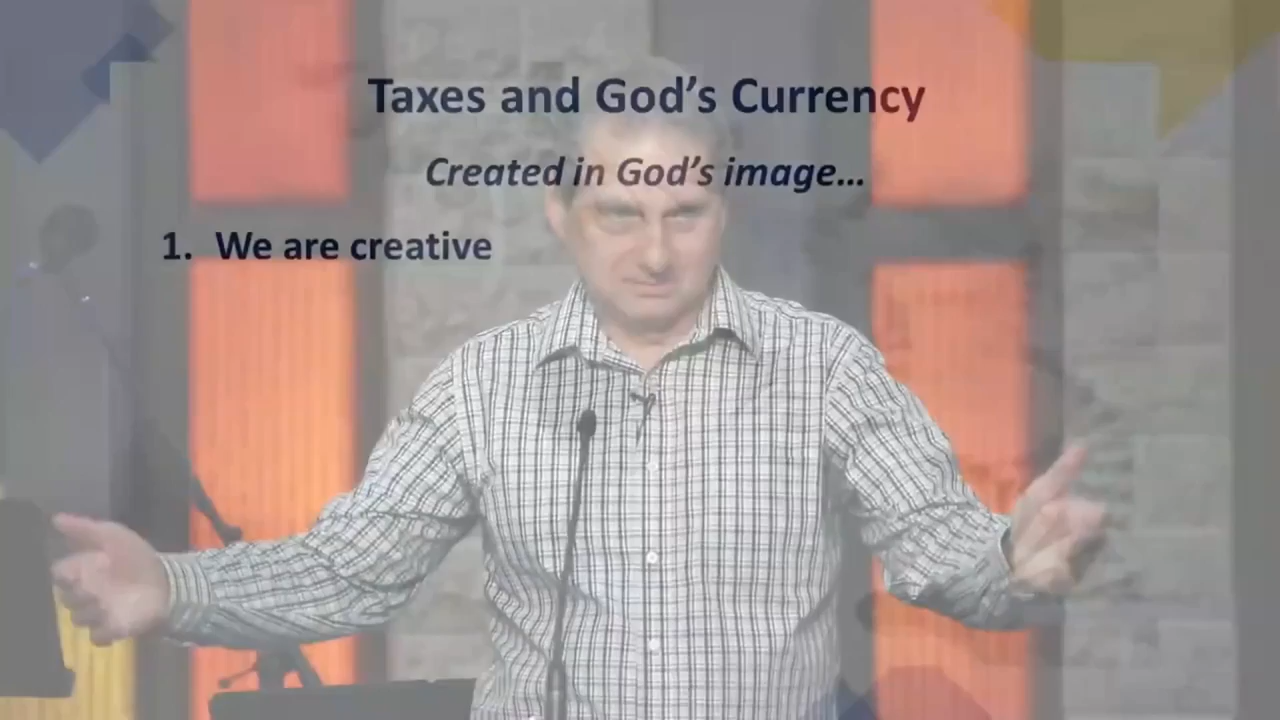 Taxes and God's Currency
Created in God's image...
1. We are creative